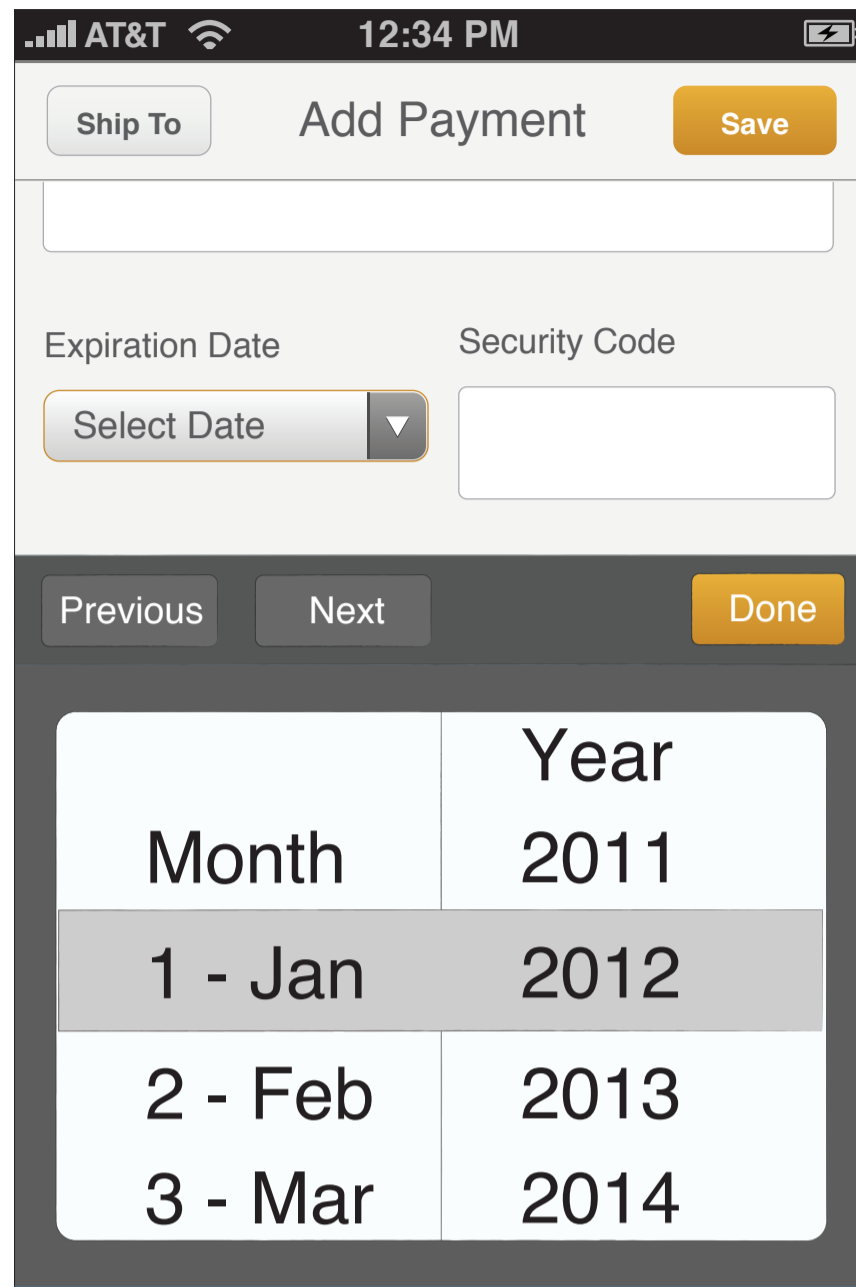 AT&T 12:34 PM
Ship To Add Payment Save
Expiration Date Security Code
Select Date
Previous Next Done
Year
Month 2011
1 - Jan 2012
2 - Feb 2013
3 - Mar 2014